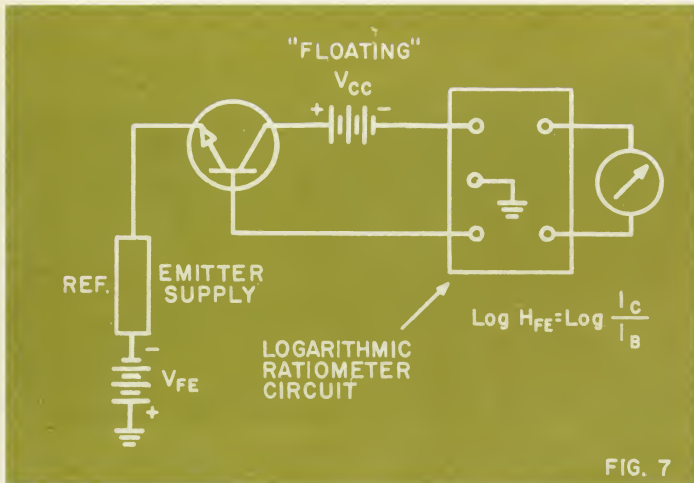 "FLOATING"
VCC
+ -
REF.
EMITTER
SUPPLY
-
VFE
+
LOGARITHMIC
RATIOMETER
CIRCUIT
Log HFE=Log IC
IB
FIG. 7